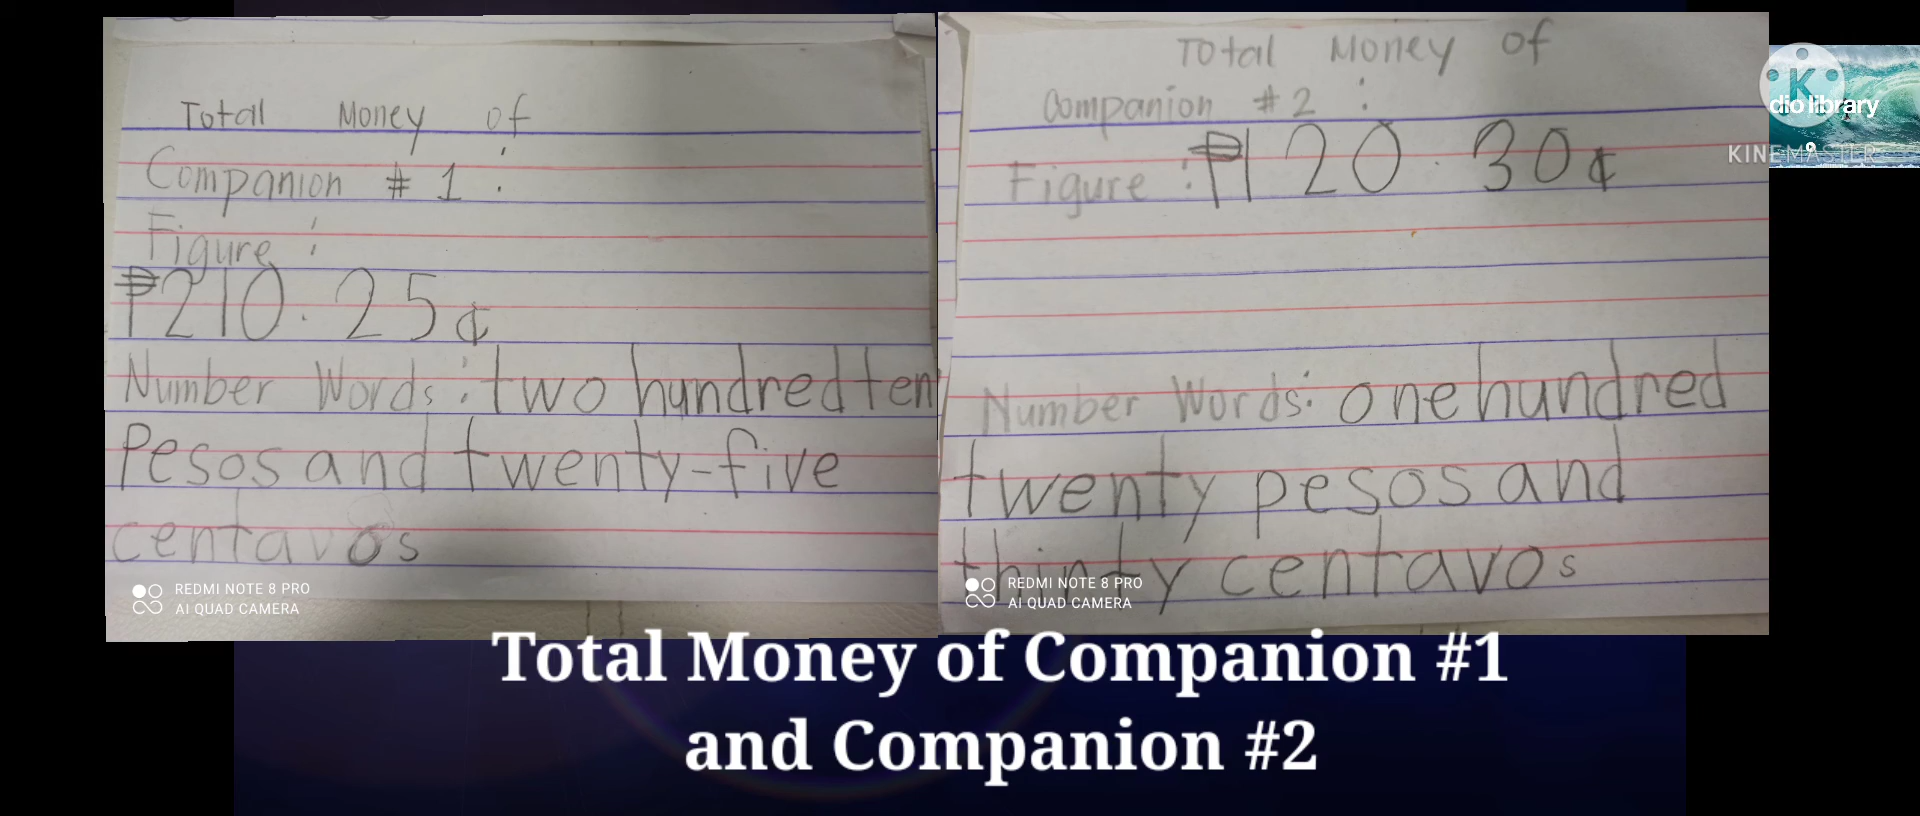 Total Money of
Companion # 1 :
Figure :
₱210.25¢
Number Words: two hundred ten
Pesos and twenty-five
centavos
REDMI NOTE 8 PRO
AI QUAD CAMERA
Total Money of
Companion #2 :
Figure : ₱120.30¢
Number Words: one hundred
twenty pesos and
thinty centavos
REDMI NOTE 8 PRO
AI QUAD CAMERA
K
dio library
KINEMASTER
Total Money of Companion #1
and Companion #2